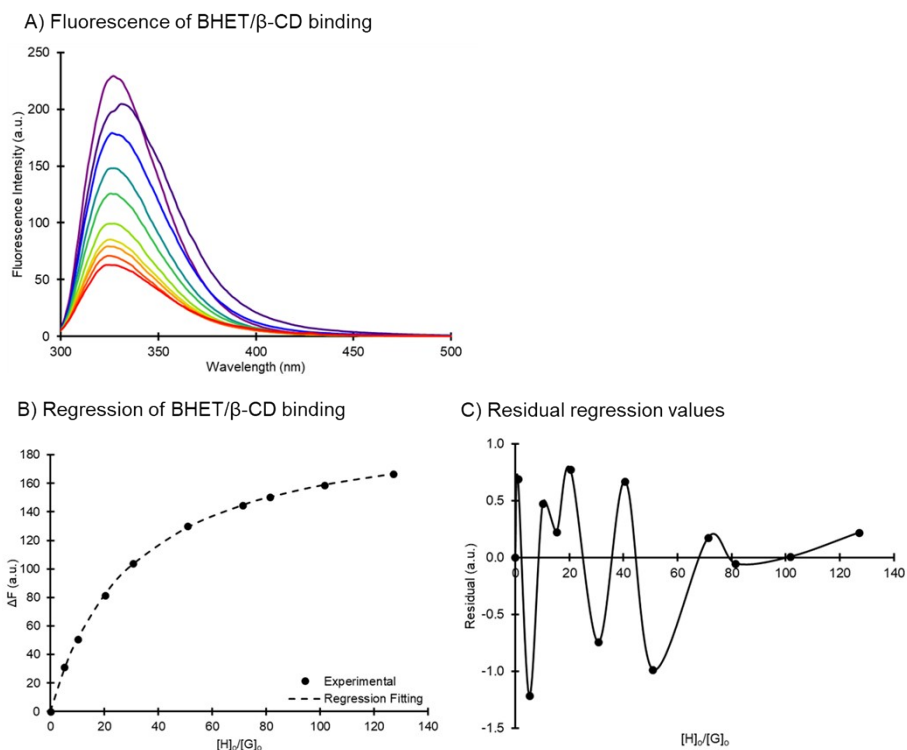 A) Fluorescence of BHET/β-CD binding
250
200
150
100
50
0
Fluorescence Intensity (a.u.)
300 350 400 450 500
Wavelength (nm)
B) Regression of BHET/β-CD binding
180
160
140
120
100
80
60
40
20
0
ΔF (a.u.)
Experimental
Regression Fitting
0 20 40 60 80 100 120 140
[H]₀/[G]₀
C) Residual regression values
1.0
0.5
0.0
-0.5
-1.0
-1.5
Residual (a.u.)
0 20 40 60 80 100 120 140
[H]₀/[G]₀